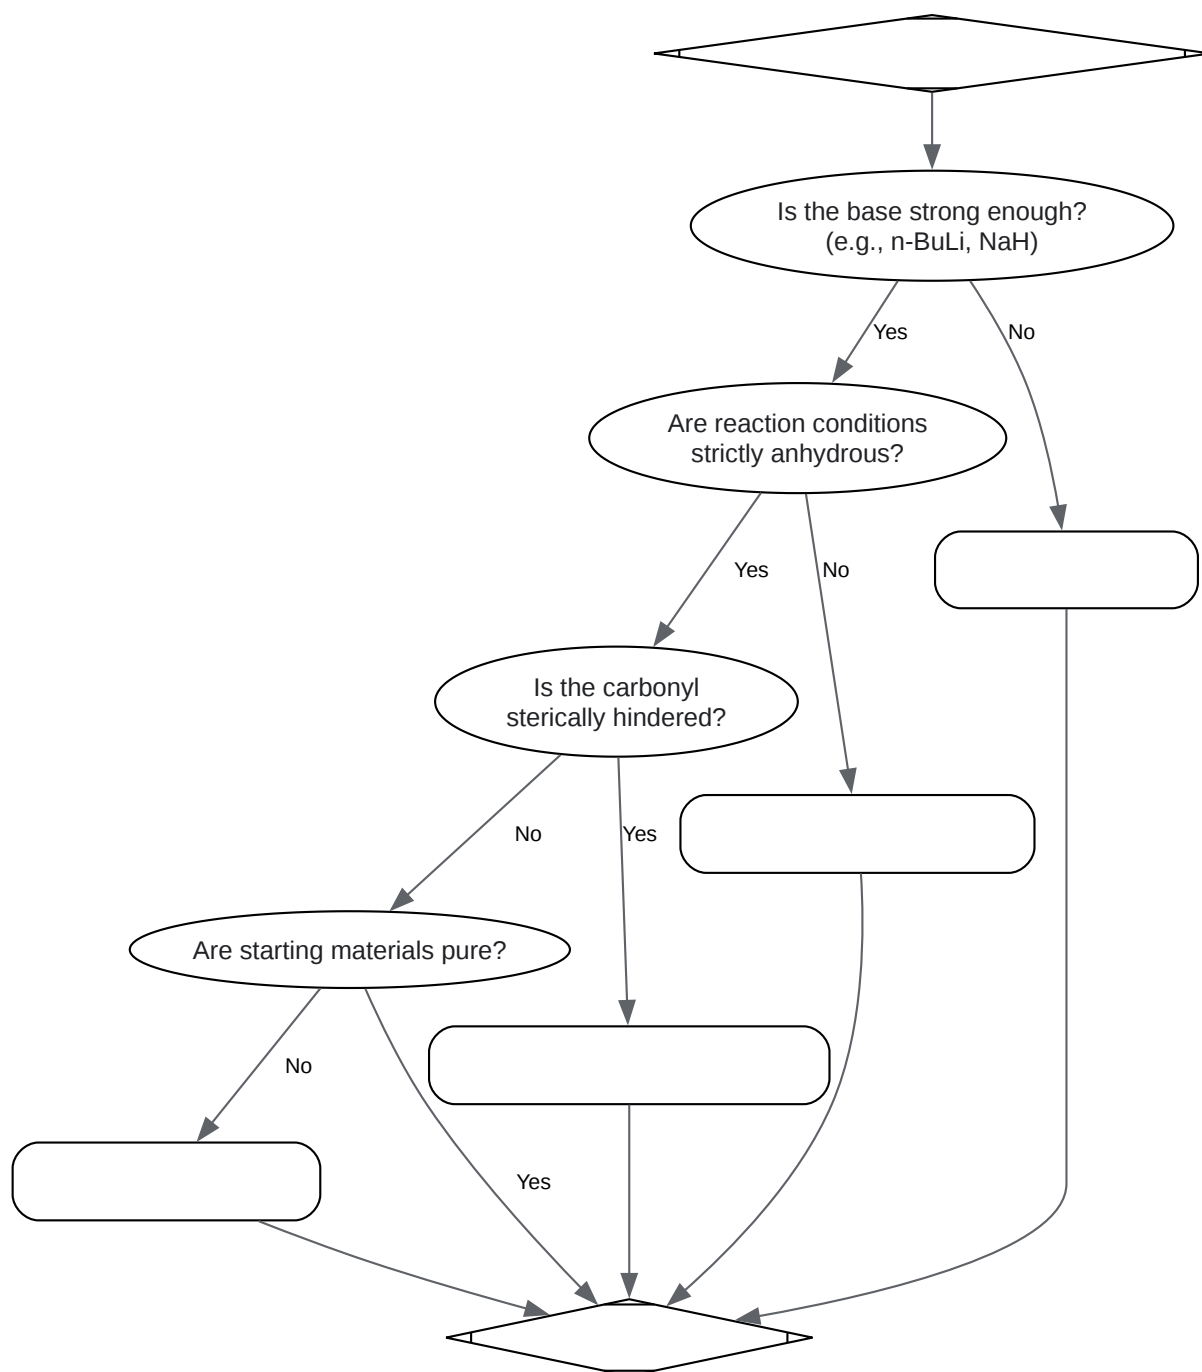 Is the base strong enough?
(e.g., n-BuLi, NaH)
Yes
No
Are reaction conditions
strictly anhydrous?
Yes
No
Is the carbonyl
sterically hindered?
No
Yes
Are starting materials pure?
No
Yes